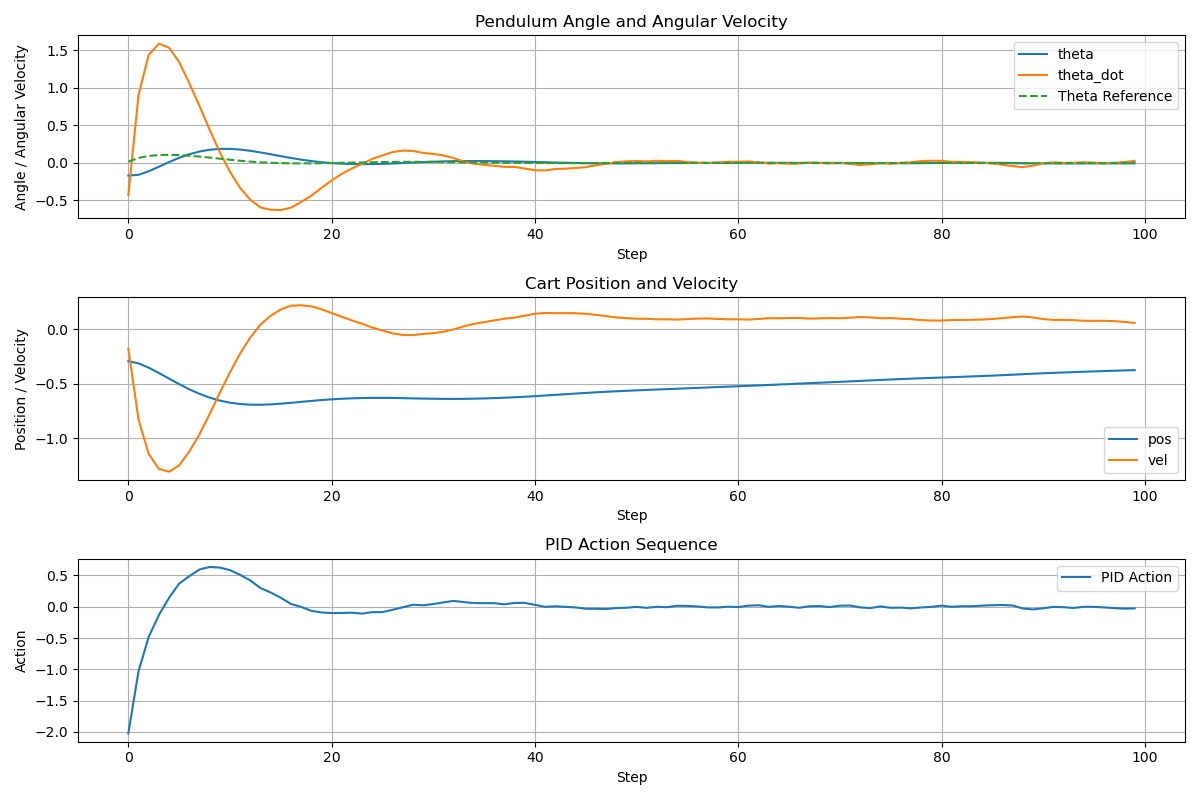 Pendulum Angle and Angular Velocity
Angle / Angular Velocity
1.5
1.0
0.5
0.0
−0.5
theta
theta_dot
Theta Reference
0 20 40 60 80 100
Step
Cart Position and Velocity
Position / Velocity
0.0
−0.5
−1.0
pos
vel
0 20 40 60 80 100
Step
PID Action Sequence
Action
0.5
0.0
−0.5
−1.0
−1.5
−2.0
PID Action
0 20 40 60 80 100
Step